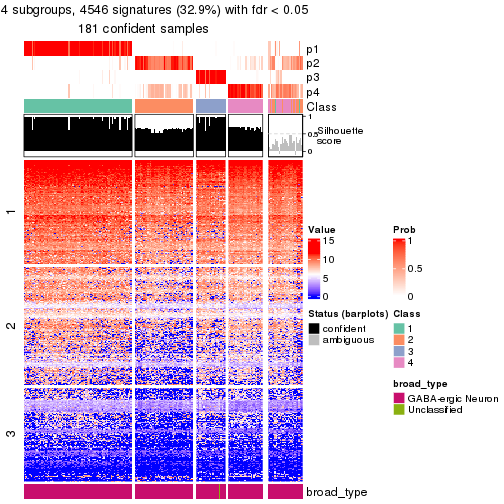 4 subgroups, 4546 signatures (32.9%) with fdr < 0.05
181 confident samples
p1
p2
p3
p4
Class
1
0.5
0
Silhouette
score
1
2
3
broad_type
Value
15
10
5
0
Prob
1
0.5
0
Status (barplots)
confident
ambiguous
Class
1
2
3
4
broad_type
GABA-ergic Neuron
Unclassified